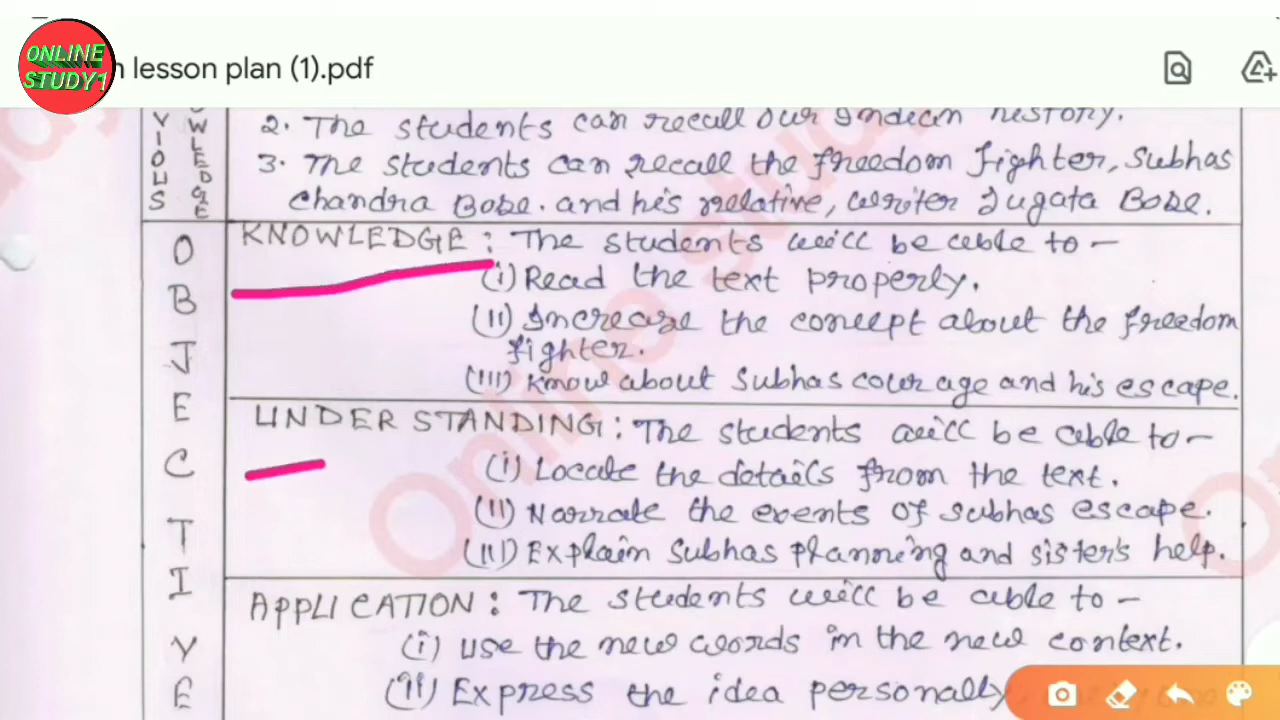 ONLINE
STUDY1
n lesson plan (1).pdf
VIOUS
WLEDGE
2. The students can recall our Indian history.
3. The students can recall the freedom fighter, Subhas
Chandra Bose. and his relative, writer Sugata Bose.
OBJECTIVE
KNOWLEDGE: The students will be able to -
(i) Read the text properly.
(II) Increase the concept about the freedom
fighter.
(III) Know about Subhas courage and his escape.
UNDERSTANDING: The students will be able to -
(i) Locate the details from the text.
(II) Narrate the events of Subhas escape.
(III) Explain Subhas planning and sister's help.
APPLICATION: The students will be able to -
(i) Use the new words in the new context.
(ii) Express the idea personally